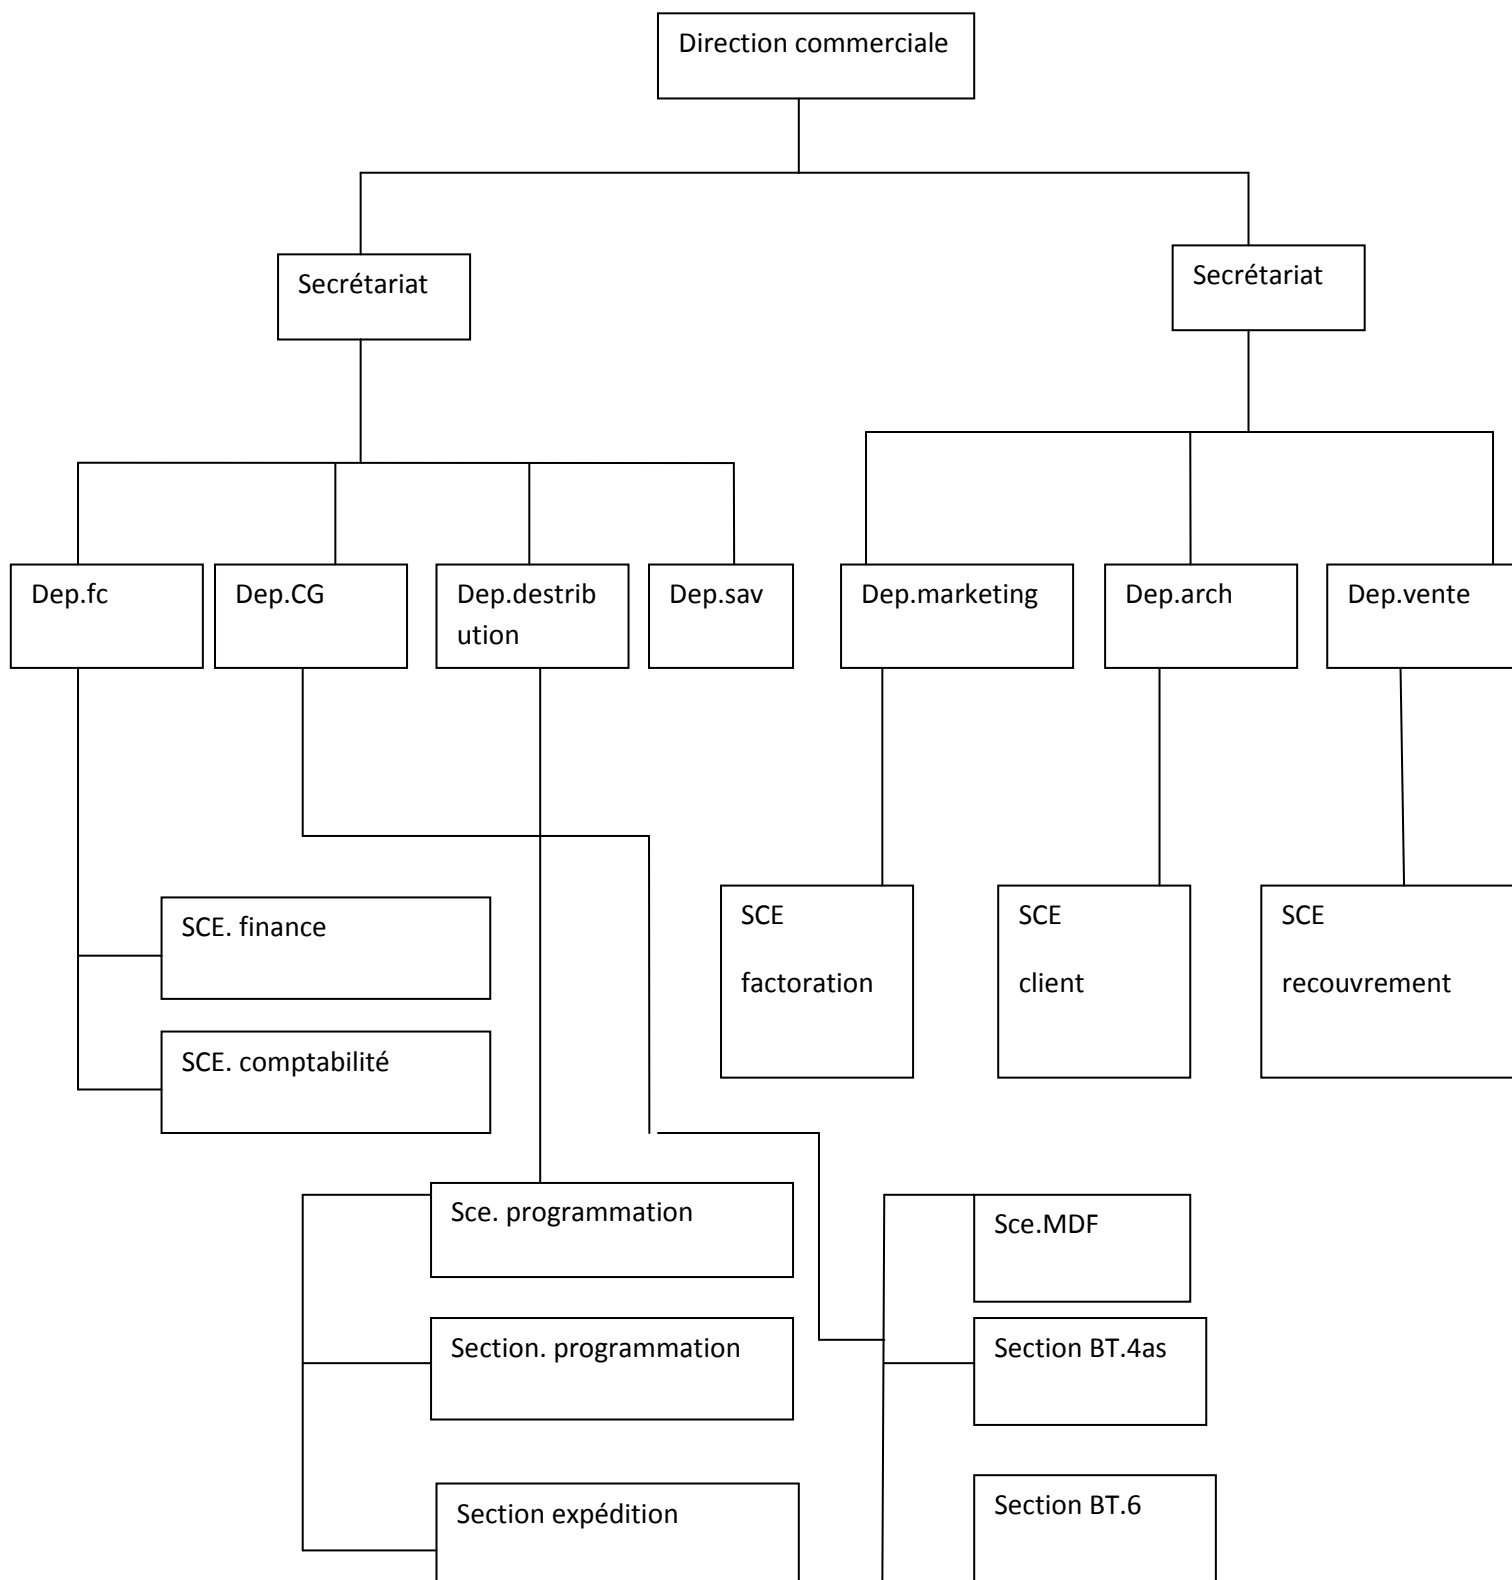 Direction commerciale
Secrétariat
Secrétariat
Dep.fc
Dep.CG
Dep.destrib
ution
Dep.sav
Dep.marketing
Dep.arch
Dep.vente
SCE. finance
SCE. comptabilité
SCE
factoration
SCE
client
SCE
recouvrement
Sce. programmation
Section. programmation
Section expédition
Sce.MDF
Section BT.4as
Section BT.6